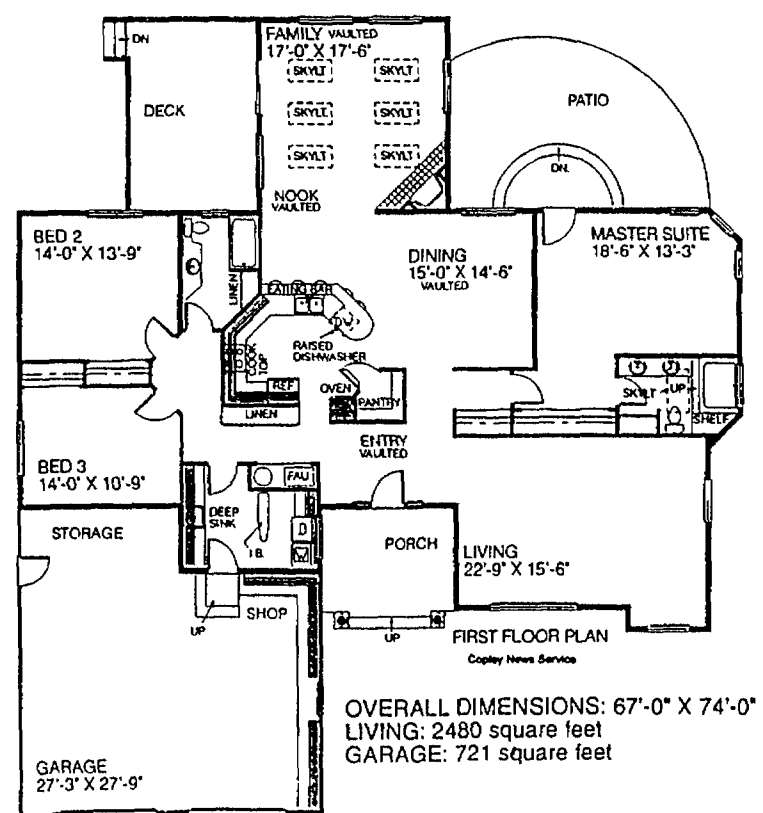 DN
FAMILY VAULTED
17'-0" X 17'-6"
SKYLT SKYLT
SKYLT SKYLT
SKYLT SKYLT
DECK
PATIO
DN.
NOOK
VAULTED
BED 2
14'-0" X 13'-9"
LINEN
DINING
15'-0" X 14'-6"
VAULTED
MASTER SUITE
18'-6" X 13'-3"
EATING BAR
RAISED
DISHWASHER
COOK
TOP
REF
OVEN
PANTRY
LINEN
SKYLT
UP
SHELF
ENTRY
VAULTED
BED 3
14'-0" X 10'-9"
FAU
DEEP
SINK
I.B.
D
W
STORAGE
PORCH
LIVING
22'-9" X 15'-6"
UP
SHOP
UP
FIRST FLOOR PLAN
Copley News Service
OVERALL DIMENSIONS: 67'-0" X 74'-0"
LIVING: 2480 square feet
GARAGE: 721 square feet
GARAGE
27'-3" X 27'-9"